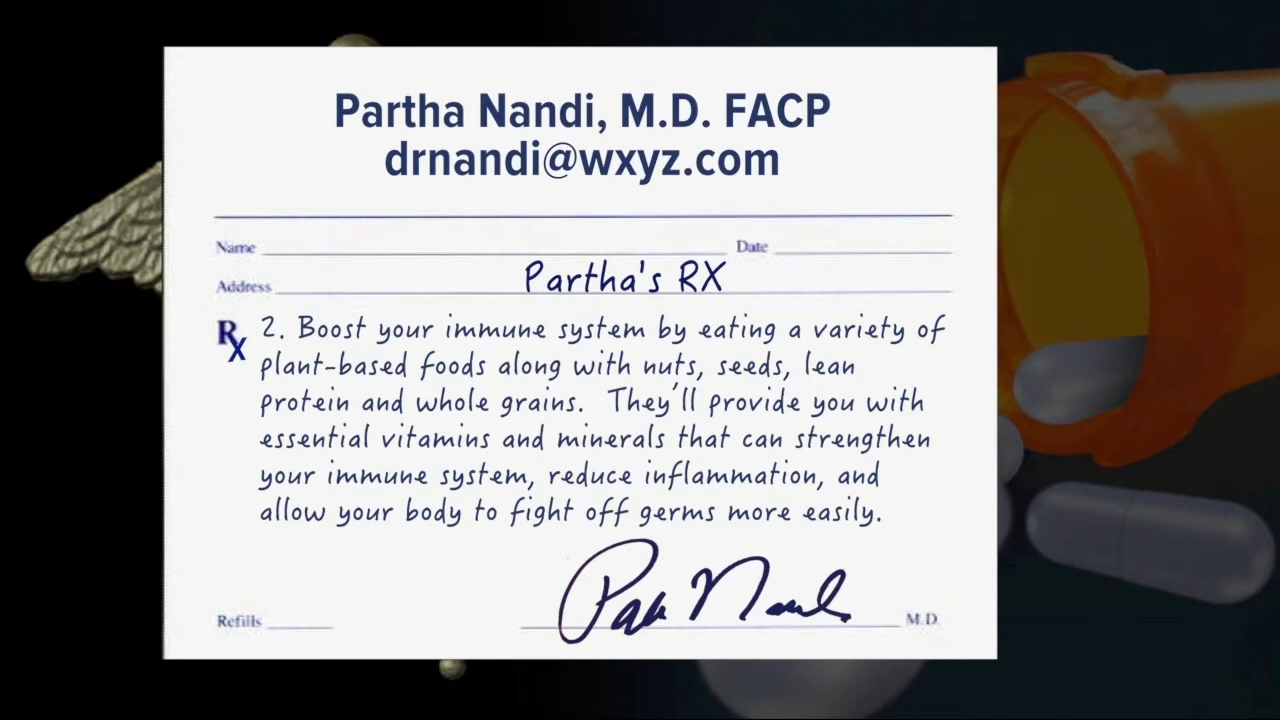 Partha Nandi, M.D. FACP
drnandi@wxyz.com
Name Date
Address Partha's RX
Rx 2. Boost your immune system by eating a variety of
plant-based foods along with nuts, seeds, lean
protein and whole grains. They'll provide you with
essential vitamins and minerals that can strengthen
your immune system, reduce inflammation, and
allow your body to fight off germs more easily.
Refills M.D.